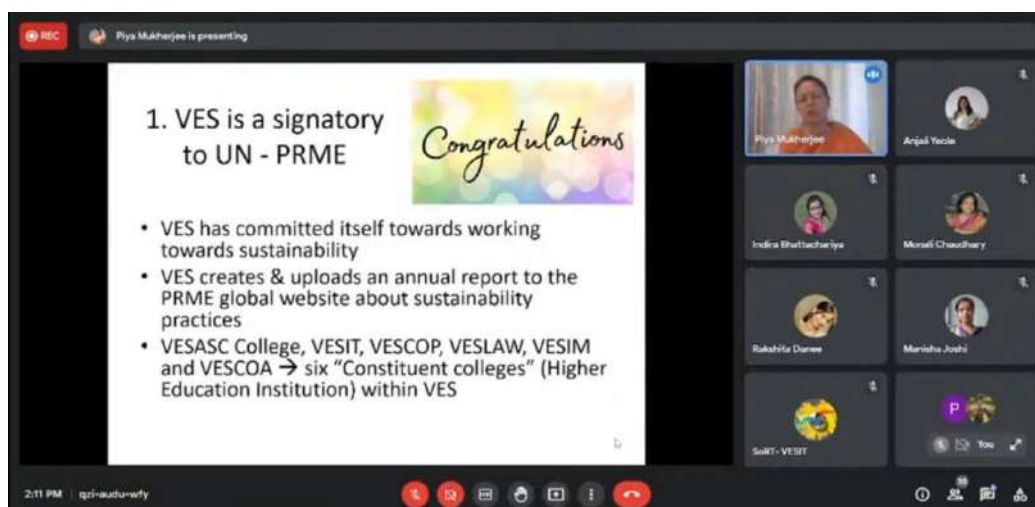 REC
Piya Mukherjee is presenting
1. VES is a signatory
to UN - PRME
Congratulations
• VES has committed itself towards working
towards sustainability
• VES creates & uploads an annual report to the
PRME global website about sustainability
practices
• VESASC College, VESIT, VESCOP, VESLAW, VESIM
and VESCOA → six “Constituent colleges” (Higher
Education Institution) within VES
Piya Mukherjee
Anjali Yeole
Indira Bhattachariya
Monali Chaudhary
Rakshita Danee
Manisha Joshi
SoIIT- VESIT
P
You
2:11 PM | qzi-audu-wfy